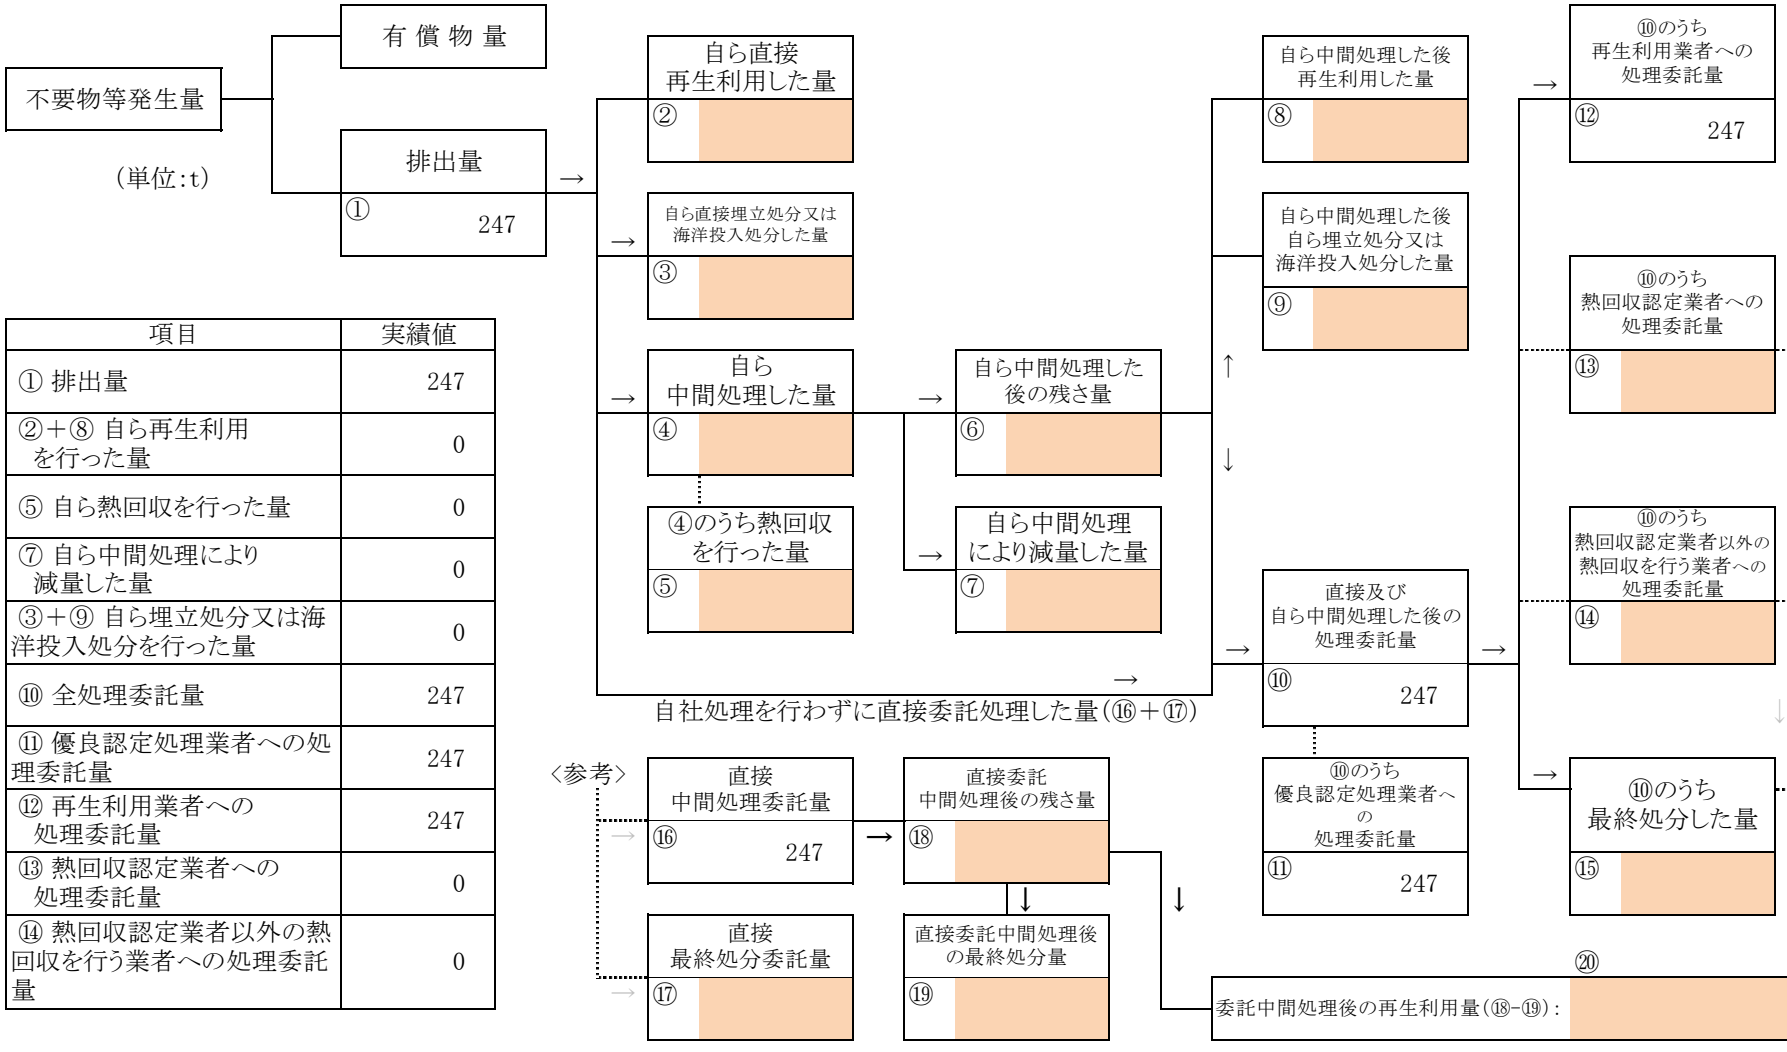 不要物等発生量
(単位:t)
有 償 物 量
排出量
①
247
→
自ら直接
再生利用した量
②
→
自ら直接埋立処分又は
海洋投入処分した量
③
→
自ら
中間処理した量
④
④のうち熱回収
を行った量
⑤
→
自ら中間処理した
後の残さ量
⑥
→
自ら中間処理
により減量した量
⑦
自ら中間処理した後
再生利用した量
⑧
自ら中間処理した後
自ら埋立処分又は
海洋投入処分した量
⑨
↑
↓
→
自社処理を行わずに直接委託処理した量(⑯+⑰)
→
直接及び
自ら中間処理した後の
処理委託量
⑩
247
→
⑩のうち
優良認定処理業者へ
の
処理委託量
⑪
247
→
⑩のうち
再生利用業者への
処理委託量
⑫
247
⑩のうち
熱回収認定業者への
処理委託量
⑬
⑩のうち
熱回収認定業者以外の
熱回収を行う業者への
処理委託量
⑭
↓
→
⑩のうち
最終処分した量
⑮
項目 実績値
① 排出量 247
②+⑧ 自ら再生利用
を行った量 0
⑤ 自ら熱回収を行った量 0
⑦ 自ら中間処理により
減量した量 0
③+⑨ 自ら埋立処分又は海
洋投入処分を行った量 0
⑩ 全処理委託量 247
⑪ 優良認定処理業者への処
理委託量 247
⑫ 再生利用業者への
処理委託量 247
⑬ 熱回収認定業者への
処理委託量 0
⑭ 熱回収認定業者以外の熱
回収を行う業者への処理委託
量 0
<参考>
→
直接
中間処理委託量
⑯
247
→
直接委託
中間処理後の残さ量
⑱
↓
↓
→
直接
最終処分委託量
⑰
直接委託中間処理後
の最終処分量
⑲
⑳
委託中間処理後の再生利用量(⑱-⑲):